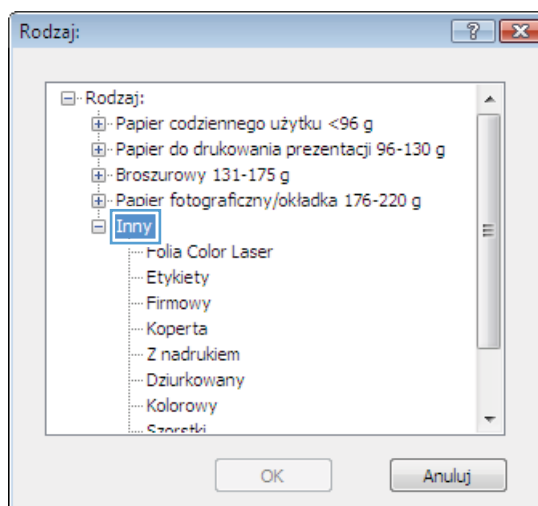 Rodzaj:
Rodzaj:
Papier codziennego użytku <96 g
Papier do drukowania prezentacji 96-130 g
Broszurowy 131-175 g
Papier fotograficzny/okładka 176-220 g
Inny
Folia Color Laser
Etykiety
Firmowy
Koperta
Z nadrukiem
Dziurkowany
Kolorowy
Szorstki
OK Anuluj